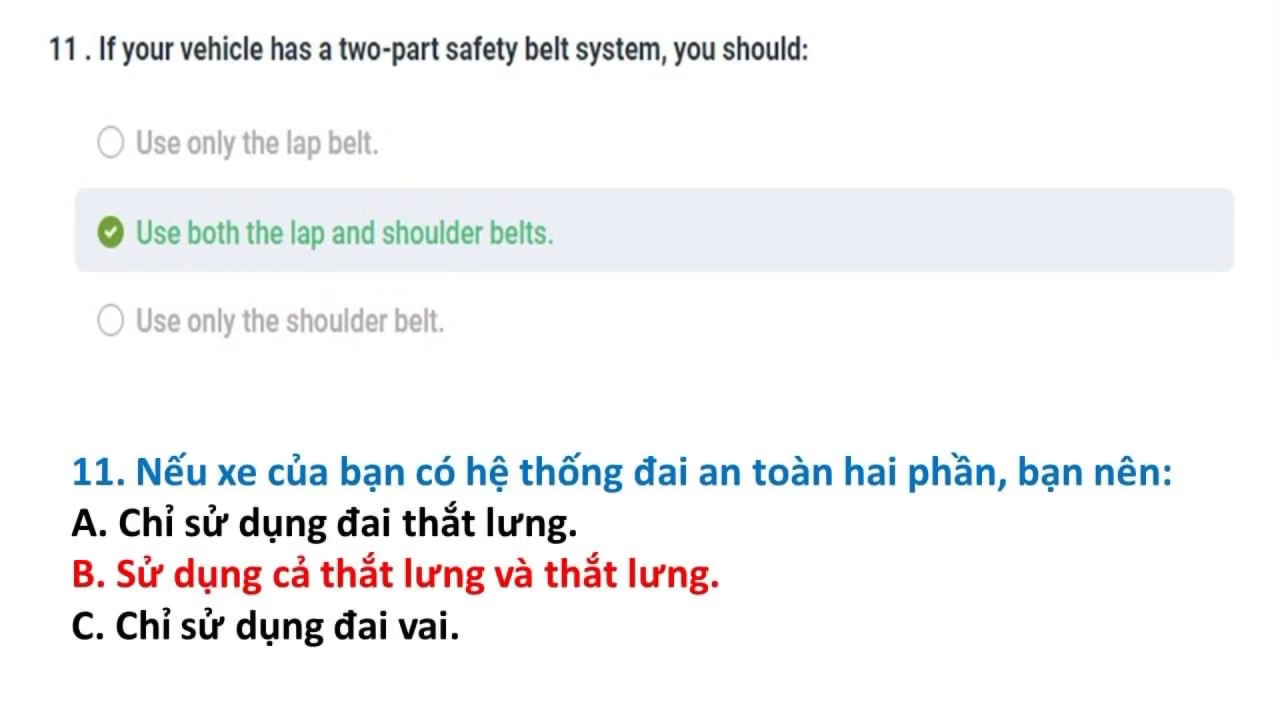 11 . If your vehicle has a two-part safety belt system, you should:
Use only the lap belt.
Use both the lap and shoulder belts.
Use only the shoulder belt.
11. Nếu xe của bạn có hệ thống đai an toàn hai phần, bạn nên:
A. Chỉ sử dụng đai thắt lưng.
B. Sử dụng cả thắt lưng và thắt lưng.
C. Chỉ sử dụng đai vai.